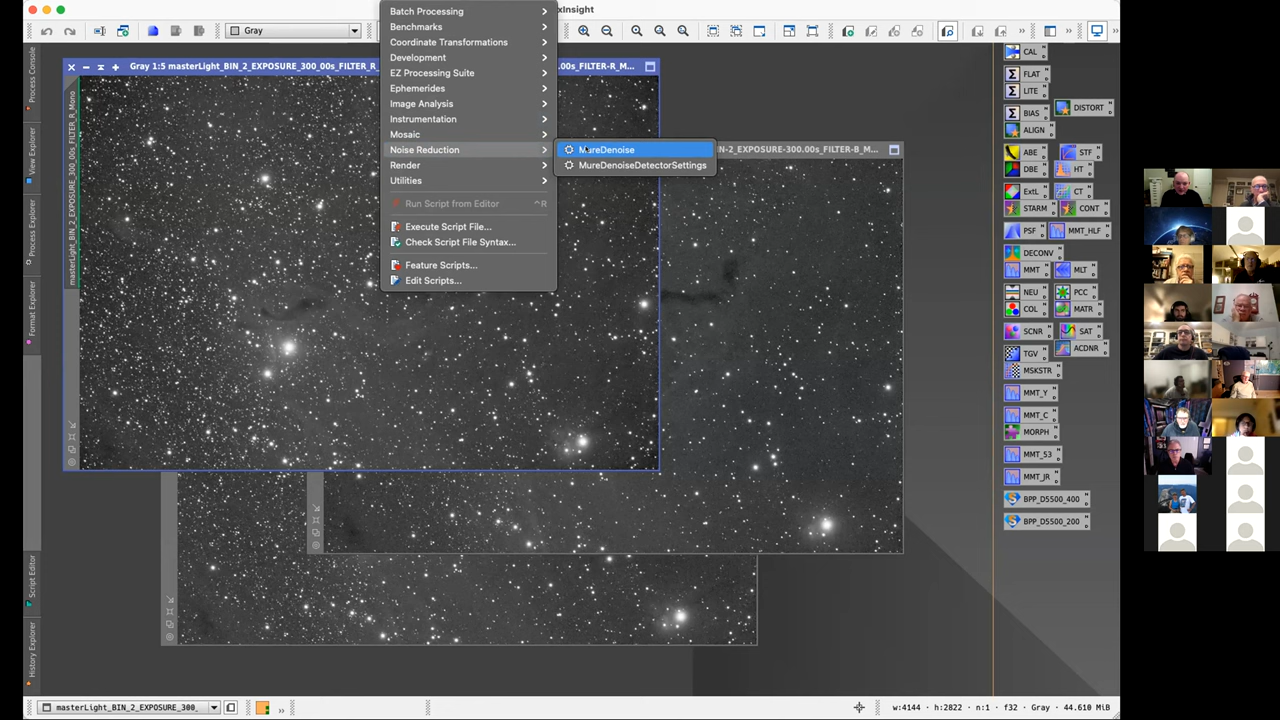 xInsight
Gray
Batch Processing
Benchmarks
Coordinate Transformations
Development
EZ Processing Suite
Ephemerides
Image Analysis
Instrumentation
Mosaic
Noise Reduction
Render
Utilities
Run Script from Editor ^R
Execute Script File...
Check Script File Syntax...
Feature Scripts...
Edit Scripts...
MureDenoise
MureDenoiseDetectorSettings
Gray 1:5 masterLight_BIN_2_EXPOSURE_300_00s_FILTER_R_
.00s_FILTER-R_M...
IN-2_EXPOSURE-300.00s_FILTER-B_M...
masterLight_BIN_2_EXPOSURE_300_00s_FILTER_R_Mono
Process Console
View Explorer
Process Explorer
Format Explorer
Script Editor
History Explorer
CAL
FLAT
LITE
DISTORT
BIAS
ALIGN
ABE
STF
DBE
HT
ExtL
CT
STARM
CONT
PSF
MMT_HLF
DECONV
MMT
MLT
NEU
PCC
COL
MATR
SCNR
SAT
TGV
ACDNR
MSKSTR
MMT_Y
MMT_C
MORPH
MMT_53
MMT_JR
BPP_D5500_400
BPP_D5500_200
masterLight_BIN_2_EXPOSURE_300_
w:4144 h:2822 n:1 f32 Gray 44.610 MiB